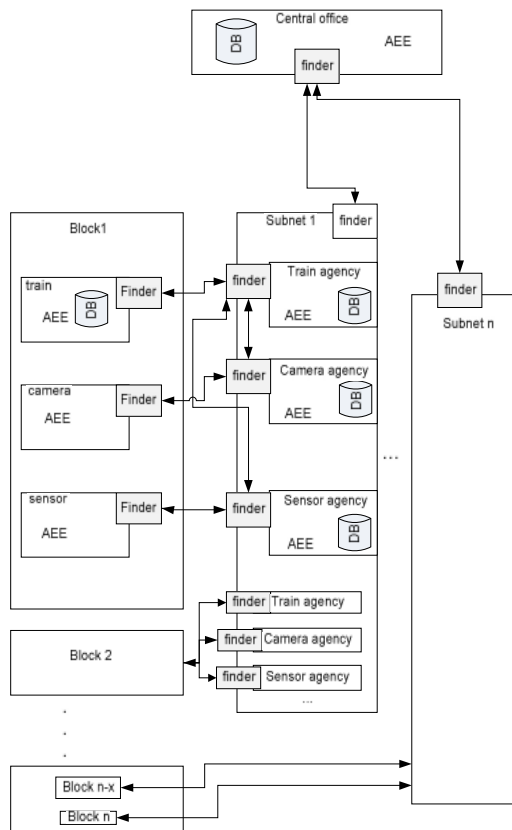 Central office
DB
AEE
finder
Subnet 1
finder
Block1
train
Finder
AEE
DB
finder
Train agency
AEE
DB
finder
Subnet n
camera
Finder
AEE
finder
Camera agency
AEE
DB
...
sensor
Finder
AEE
finder
Sensor agency
AEE
DB
finder
Train agency
Block 2
finder
Camera agency
finder
Sensor agency
...
.
.
.
Block n-x
Block n